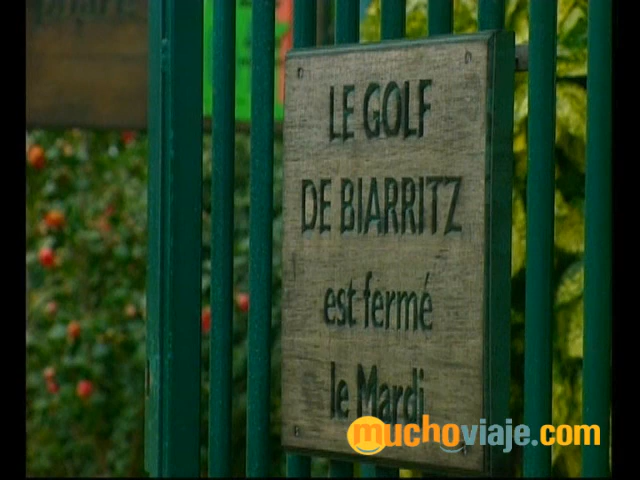 LE GOLF
DE BIARRITZ
est fermé
le Mardi
muchoviaje.com